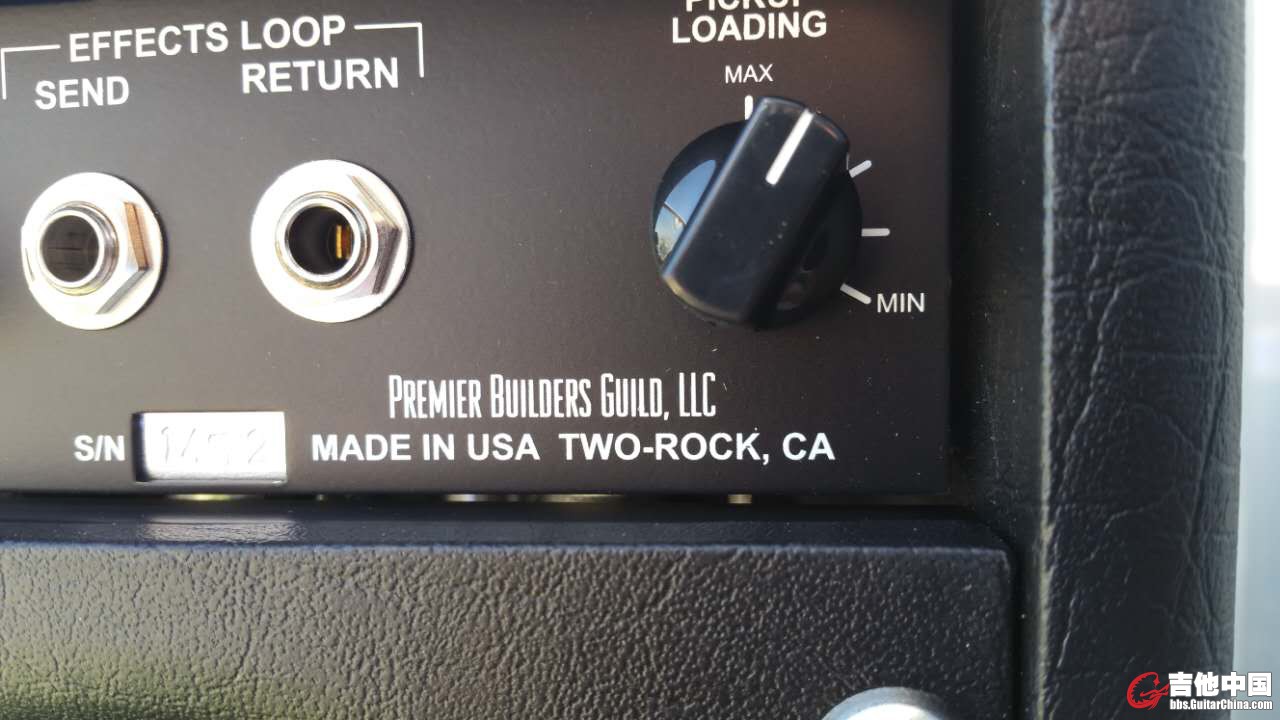 EFFECTS LOOP
SEND
RETURN
PICKUP
LOADING
MAX
MIN
PREMIER BUILDERS GUILD, LLC
S/N
MADE IN USA TWO-ROCK, CA
吉他中国
bbs.GuitarChina.com